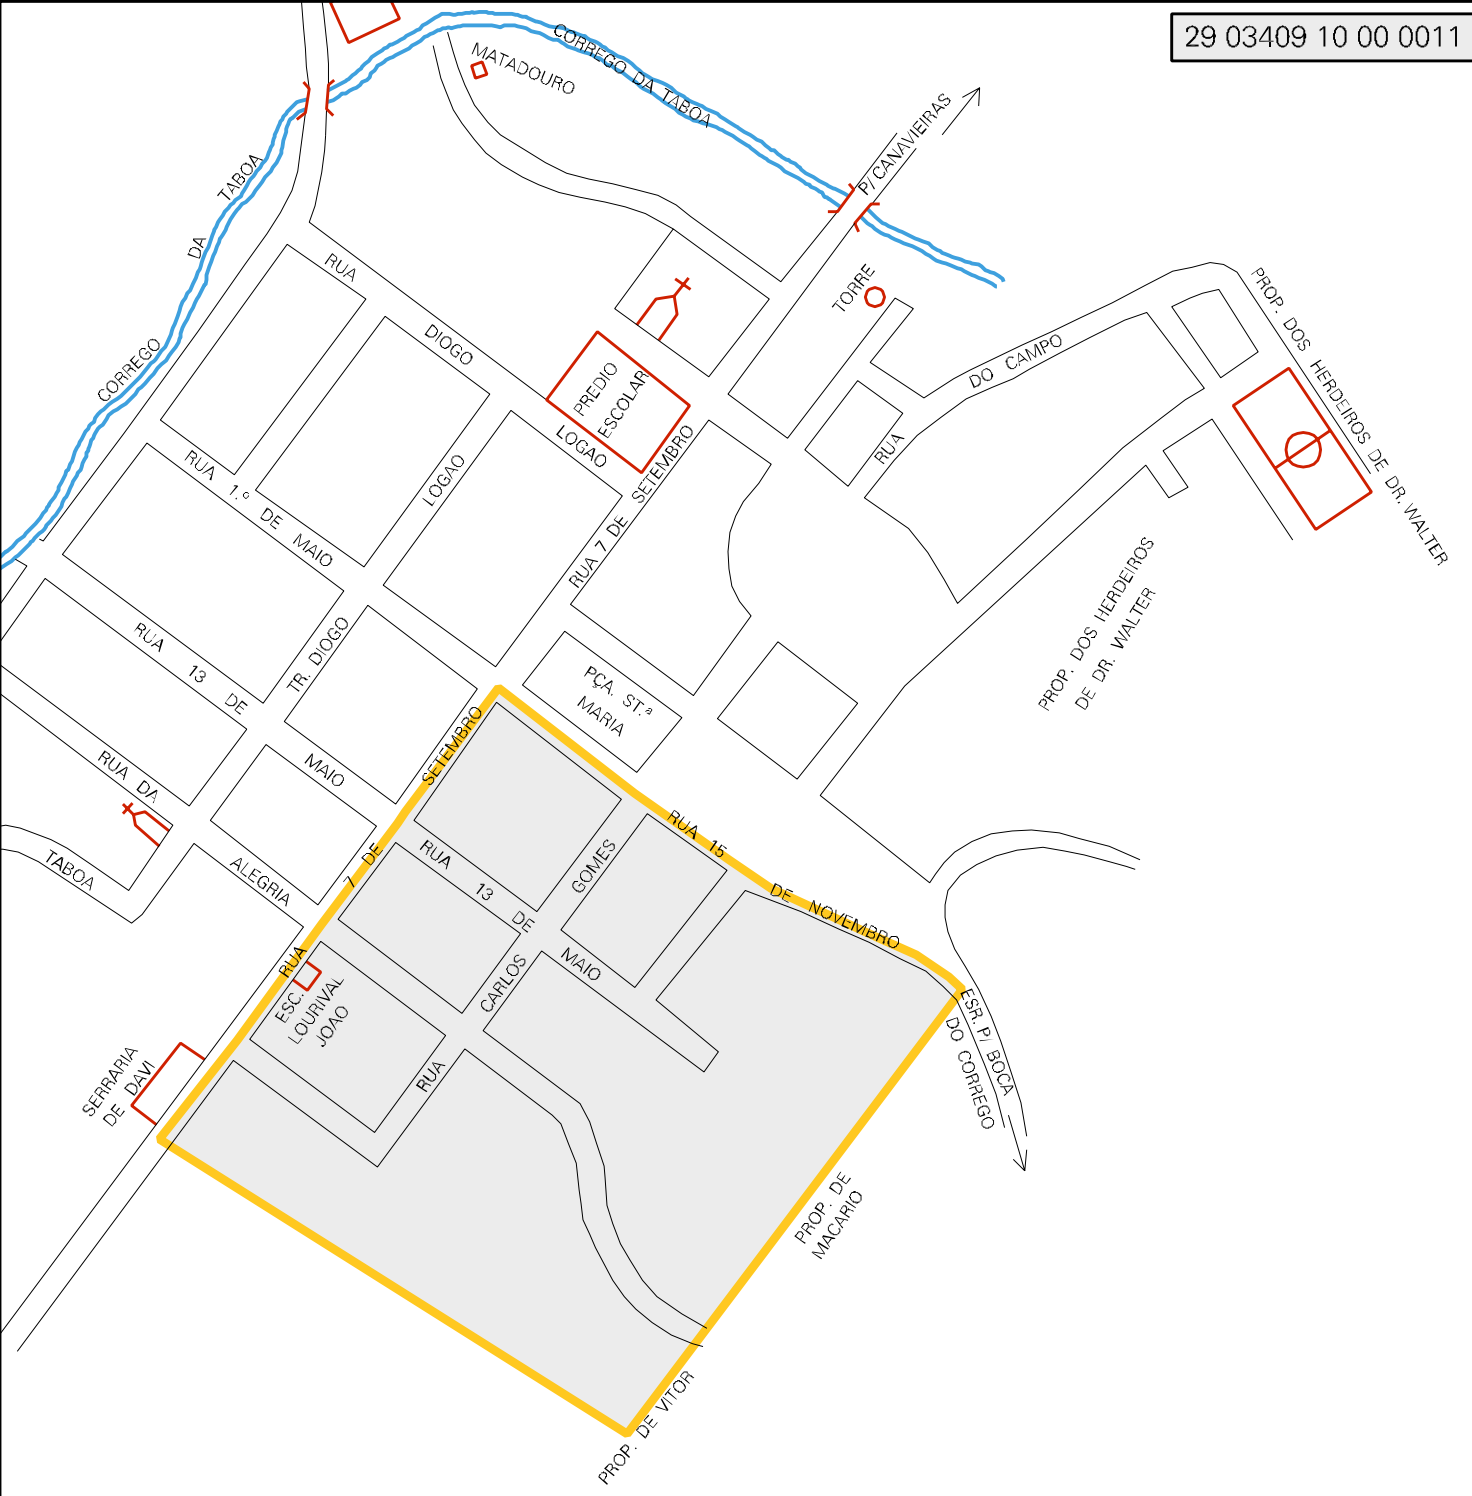 29 03409 10 00 0011
MATADOURO
CORREGO DA TABOA
P/ CANAVIEIRAS
CORREGO DA TABOA
TORRE
PROP. DOS HERDEIROS DE DR. WALTER
RUA DIOGO LOGAO
PREDIO
ESCOLAR
RUA DO CAMPO
RUA 1.º DE MAIO
TR. DIOGO LOGAO
RUA 7 DE SETEMBRO
PROP. DOS HERDEIROS
DE DR. WALTER
RUA 13 DE MAIO
PÇA. ST.ª
MARIA
RUA DA ALEGRIA
TABOA
RUA 7 DE SETEMBRO
RUA 15 DE NOVEMBRO
RUA 13 DE MAIO
RUA CARLOS GOMES
ESC.
LOURIVAL
JOAO
SERRARIA
DE DAVI
ESR. P/ BOCA
DO CORREGO
PROP. DE
MACARIO
PROP. DE VITOR